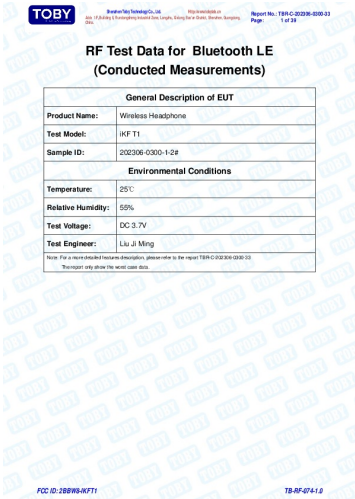 TOBY
Shenzhen Toby Technology Co., Ltd.
Report No.: TBR-C-202306-0300-33
Page: 1 of 39
RF Test Data for Bluetooth LE
(Conducted Measurements)
General Description of EUT
Product Name: Wireless Headphone
Test Model: iKF T1
Sample ID: 202306-0300-1-2#
Environmental Conditions
Temperature: 25℃
Relative Humidity: 55%
Test Voltage: DC 3.7V
Test Engineer: Liu Ji Ming
Note: For a more detailed features description, please refer to the report TBR-C-202306-0300-33
The report only show the worst case data.
FCC ID: 2BBW8-IKFT1 TB-RF-074-1.0